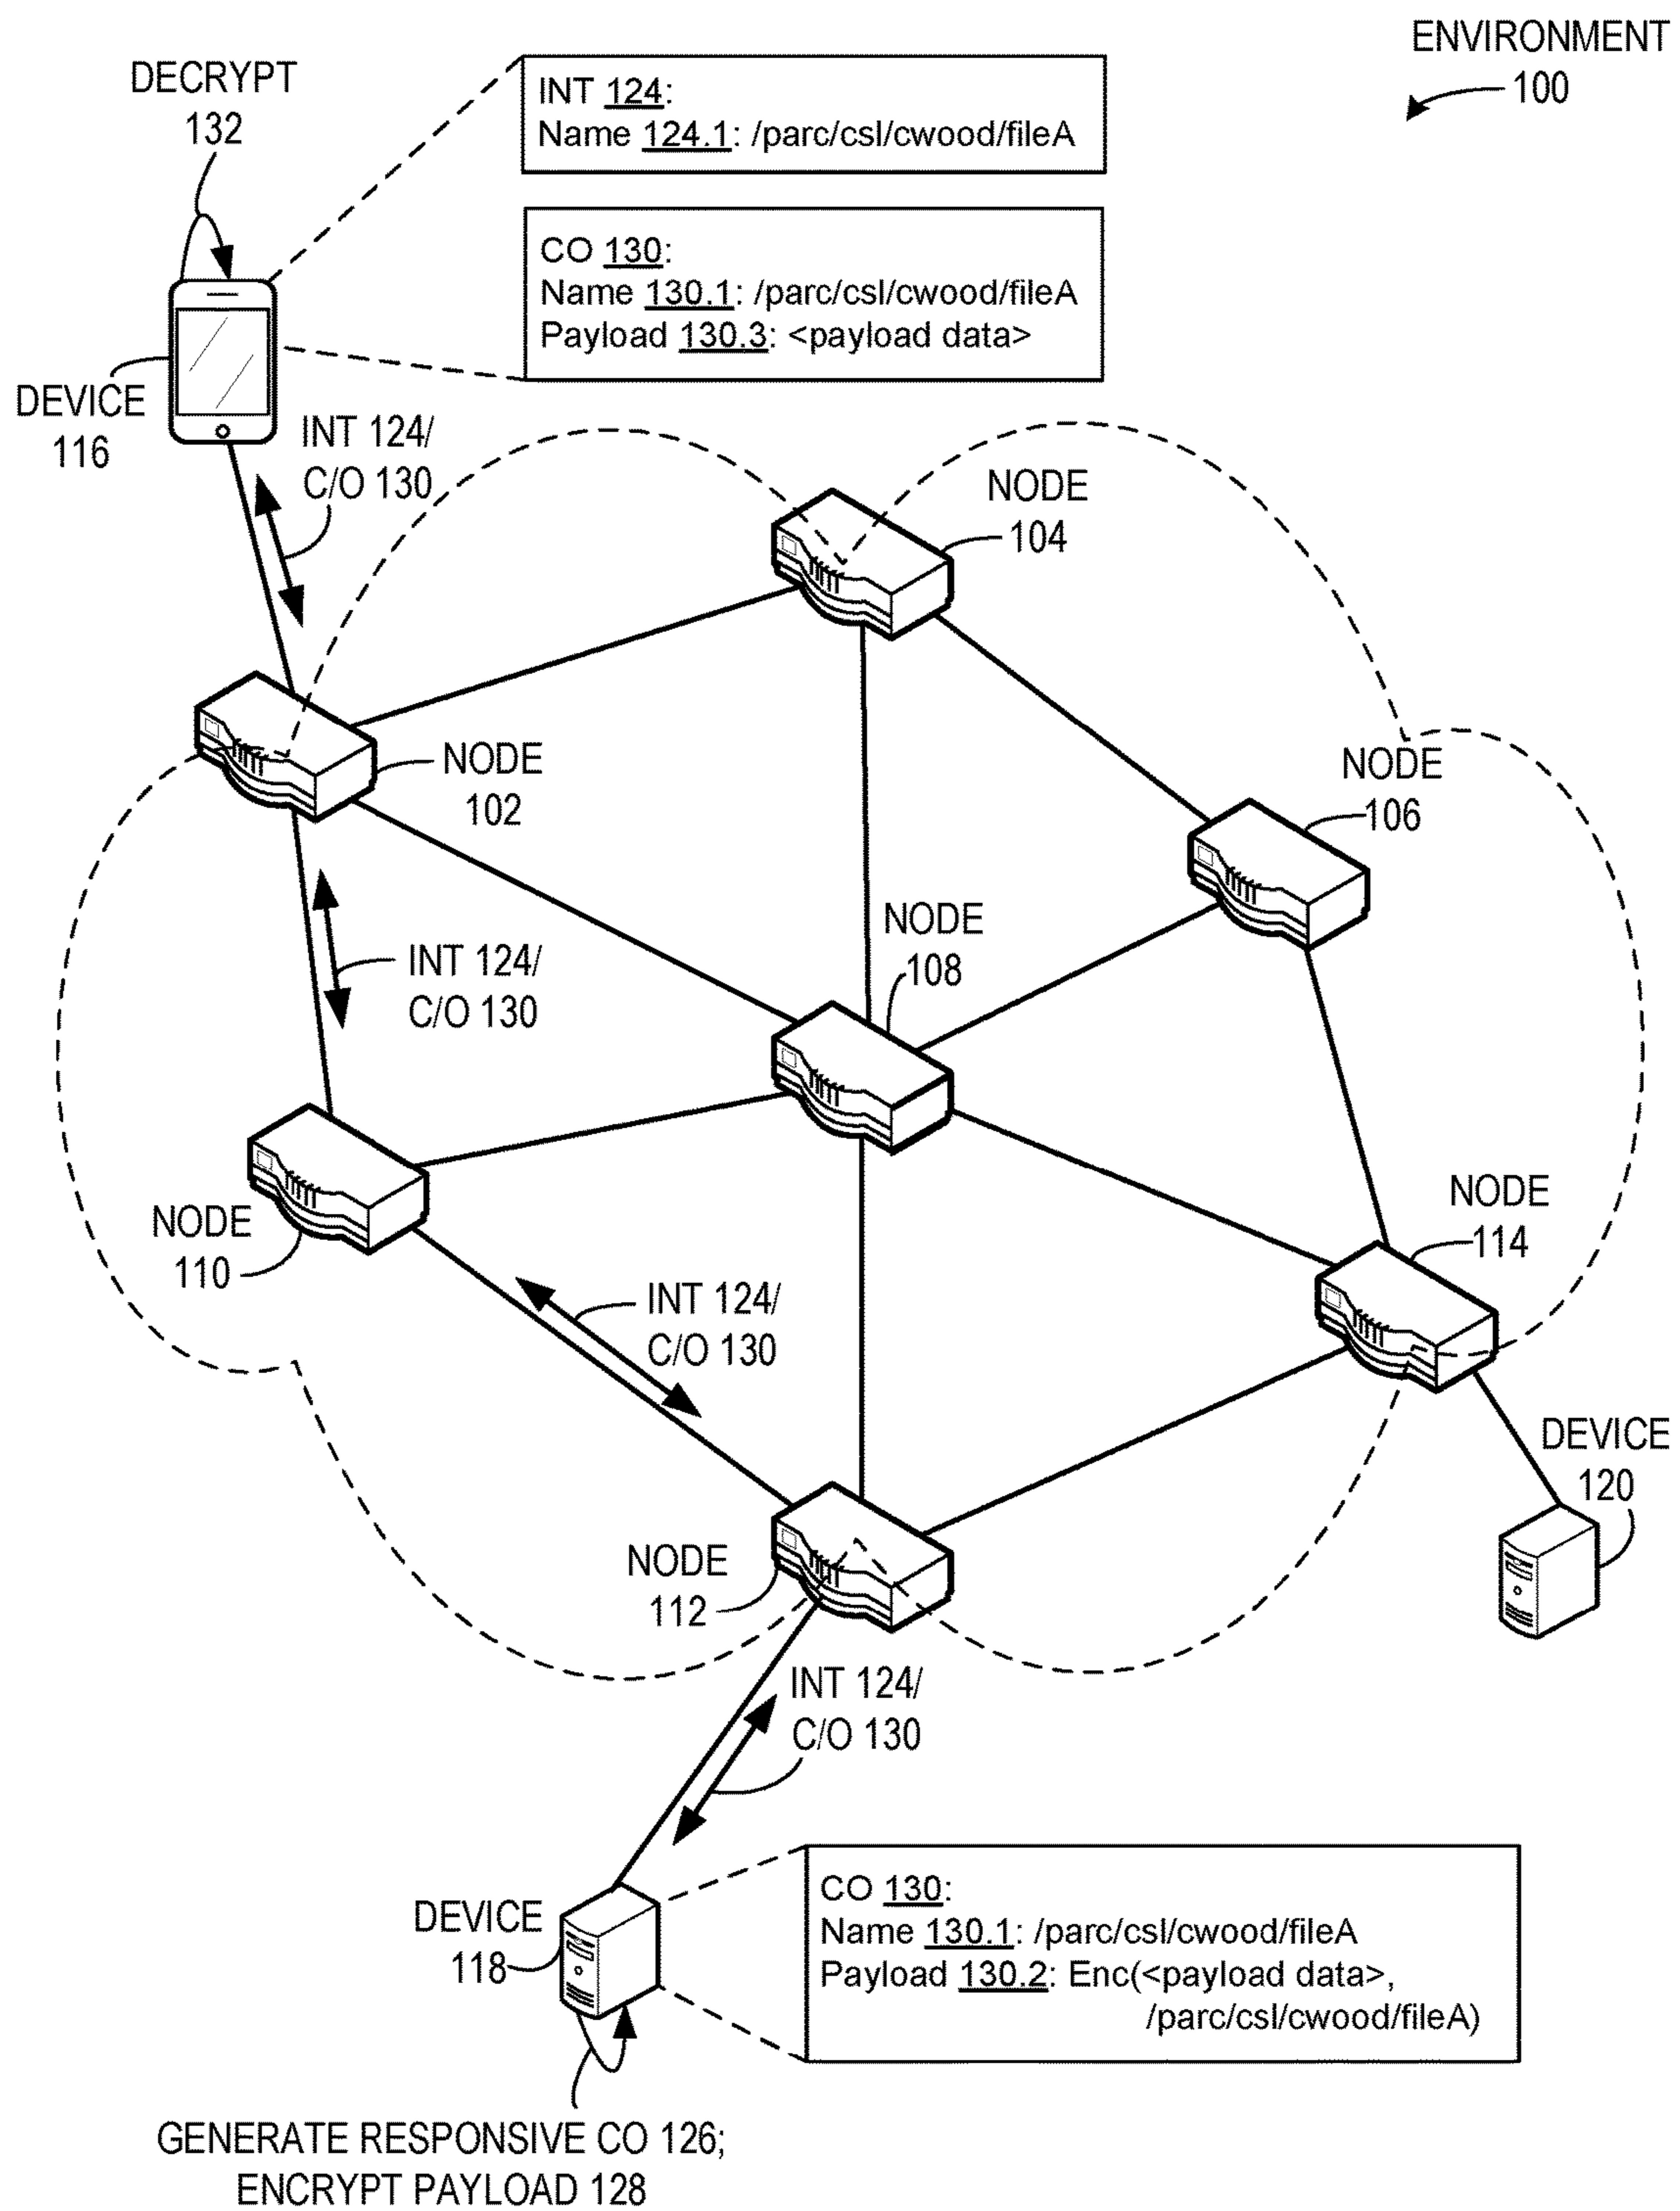 ENVIRONMENT
100
DECRYPT
132
INT 124:
Name 124.1: /parc/csl/cwood/fileA
CO 130:
Name 130.1: /parc/csl/cwood/fileA
Payload 130.3: <payload data>
DEVICE
116
INT 124/
C/O 130
NODE
104
NODE
102
NODE
106
NODE
108
INT 124/
C/O 130
NODE
110
NODE
114
INT 124/
C/O 130
DEVICE
120
NODE
112
INT 124/
C/O 130
DEVICE
118
CO 130:
Name 130.1: /parc/csl/cwood/fileA
Payload 130.2: Enc(<payload data>,
/parc/csl/cwood/fileA)
GENERATE RESPONSIVE CO 126;
ENCRYPT PAYLOAD 128